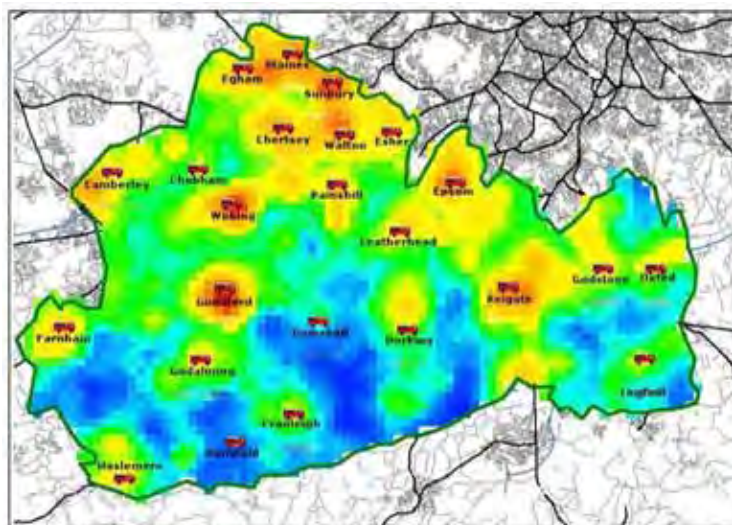 Staines
Egham
Sunbury
Chertsey
Walton
Esher
Camberley
Chobham
Painshill
Epsom
Woking
Leatherhead
Guildford
Reigate
Godstone
Oxted
Farnham
Gomshall
Dorking
Godalming
Lingfield
Cranleigh
Dunsfold
Haslemere